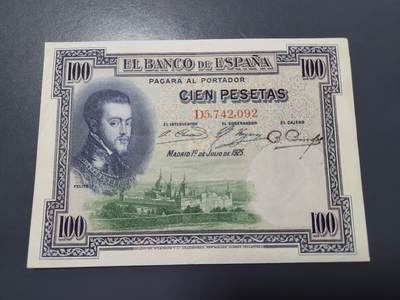 EL BANCO DE ESPAÑA
100 100
PAGARÁ AL PORTADOR
CIEN PESETAS
D5,742,092
EL INTERVENTOR EL GOBERNADOR EL CAJERO
MADRID 1º DE JULIO DE 1925.
FELIPE
100 100